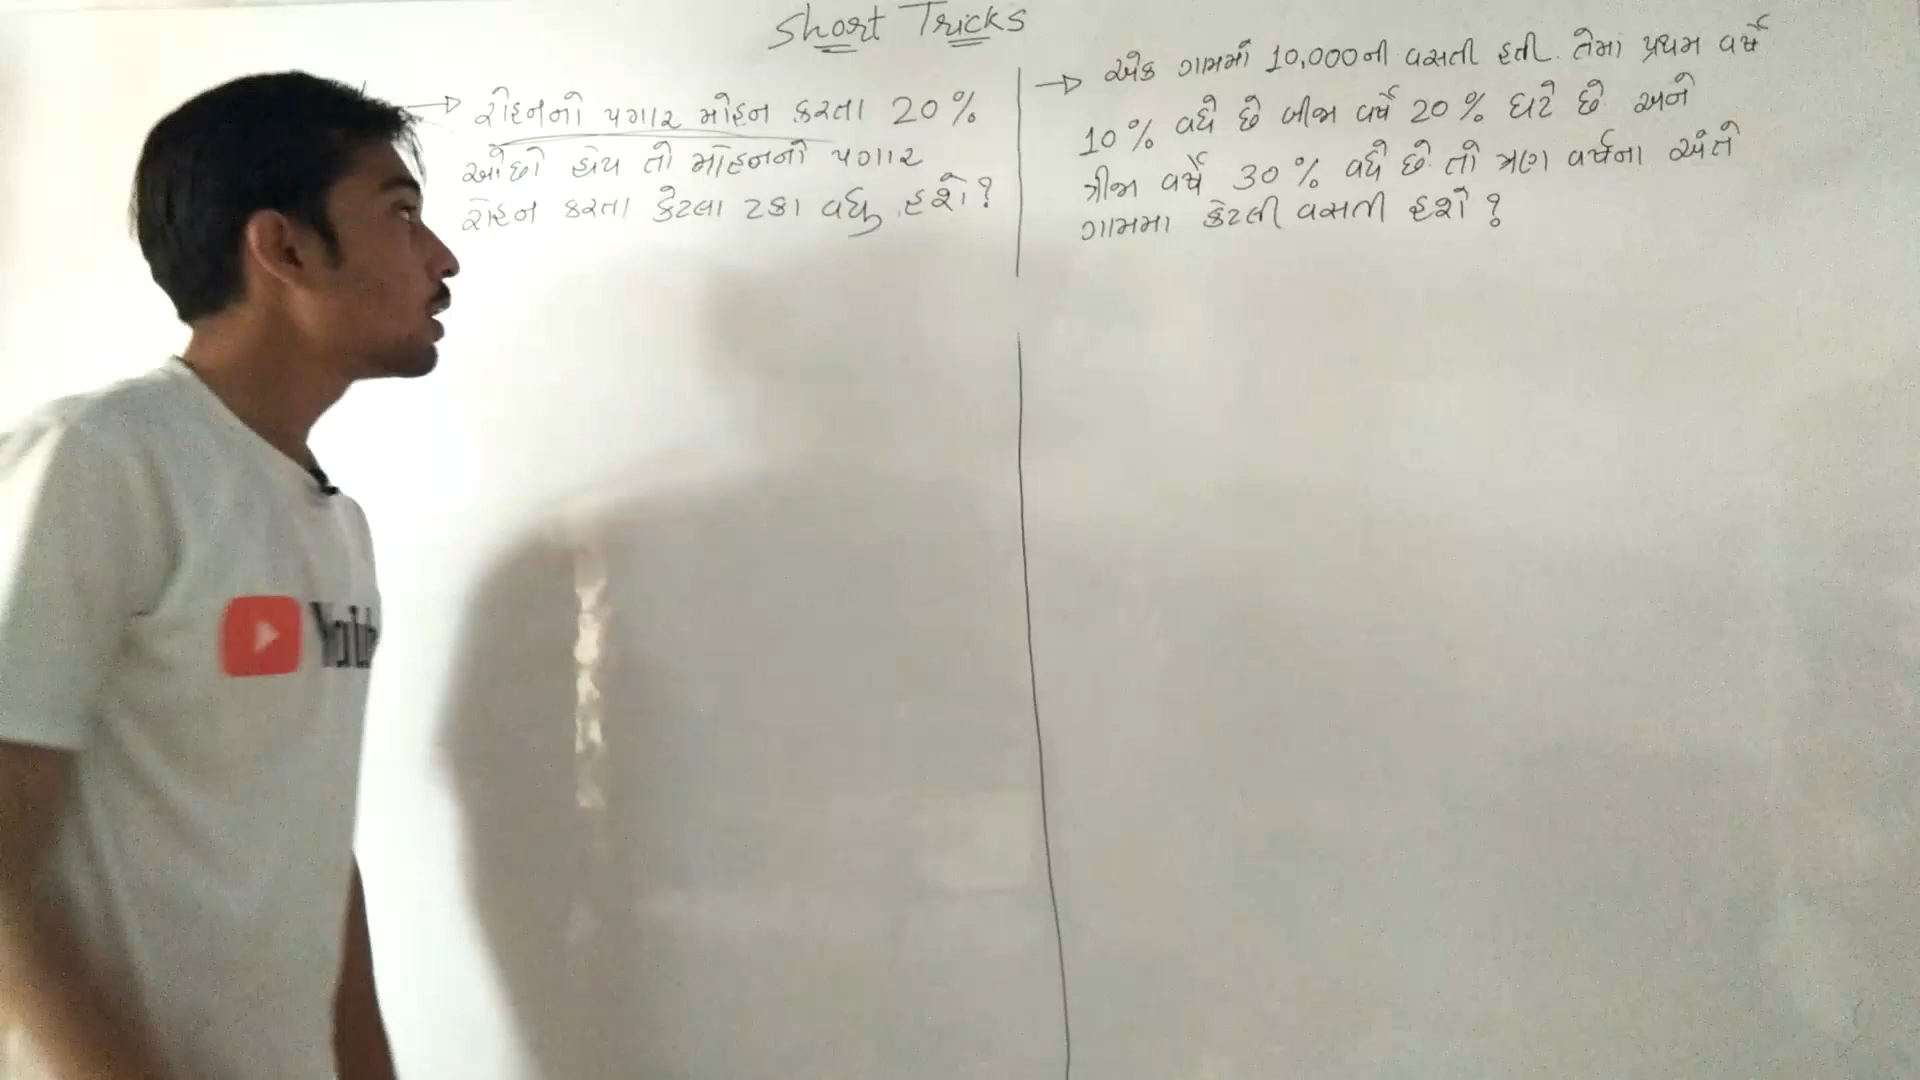 Short Tricks
રોહનનો પગાર મોહન કરતા 20%
ઓછો હોય તો મોહનનો પગાર
રોહન કરતા કેટલા ટકા વધુ હશે?
એક ગામમાં 10,000ની વસતી હતી. તેમાં પ્રથમ વર્ષે
10% વધે છે બીજા વર્ષે 20% ઘટે છે અને
ત્રીજા વર્ષે 30% વધે છે તો ત્રણ વર્ષના અંતે
ગામમા કેટલી વસતી હશે?